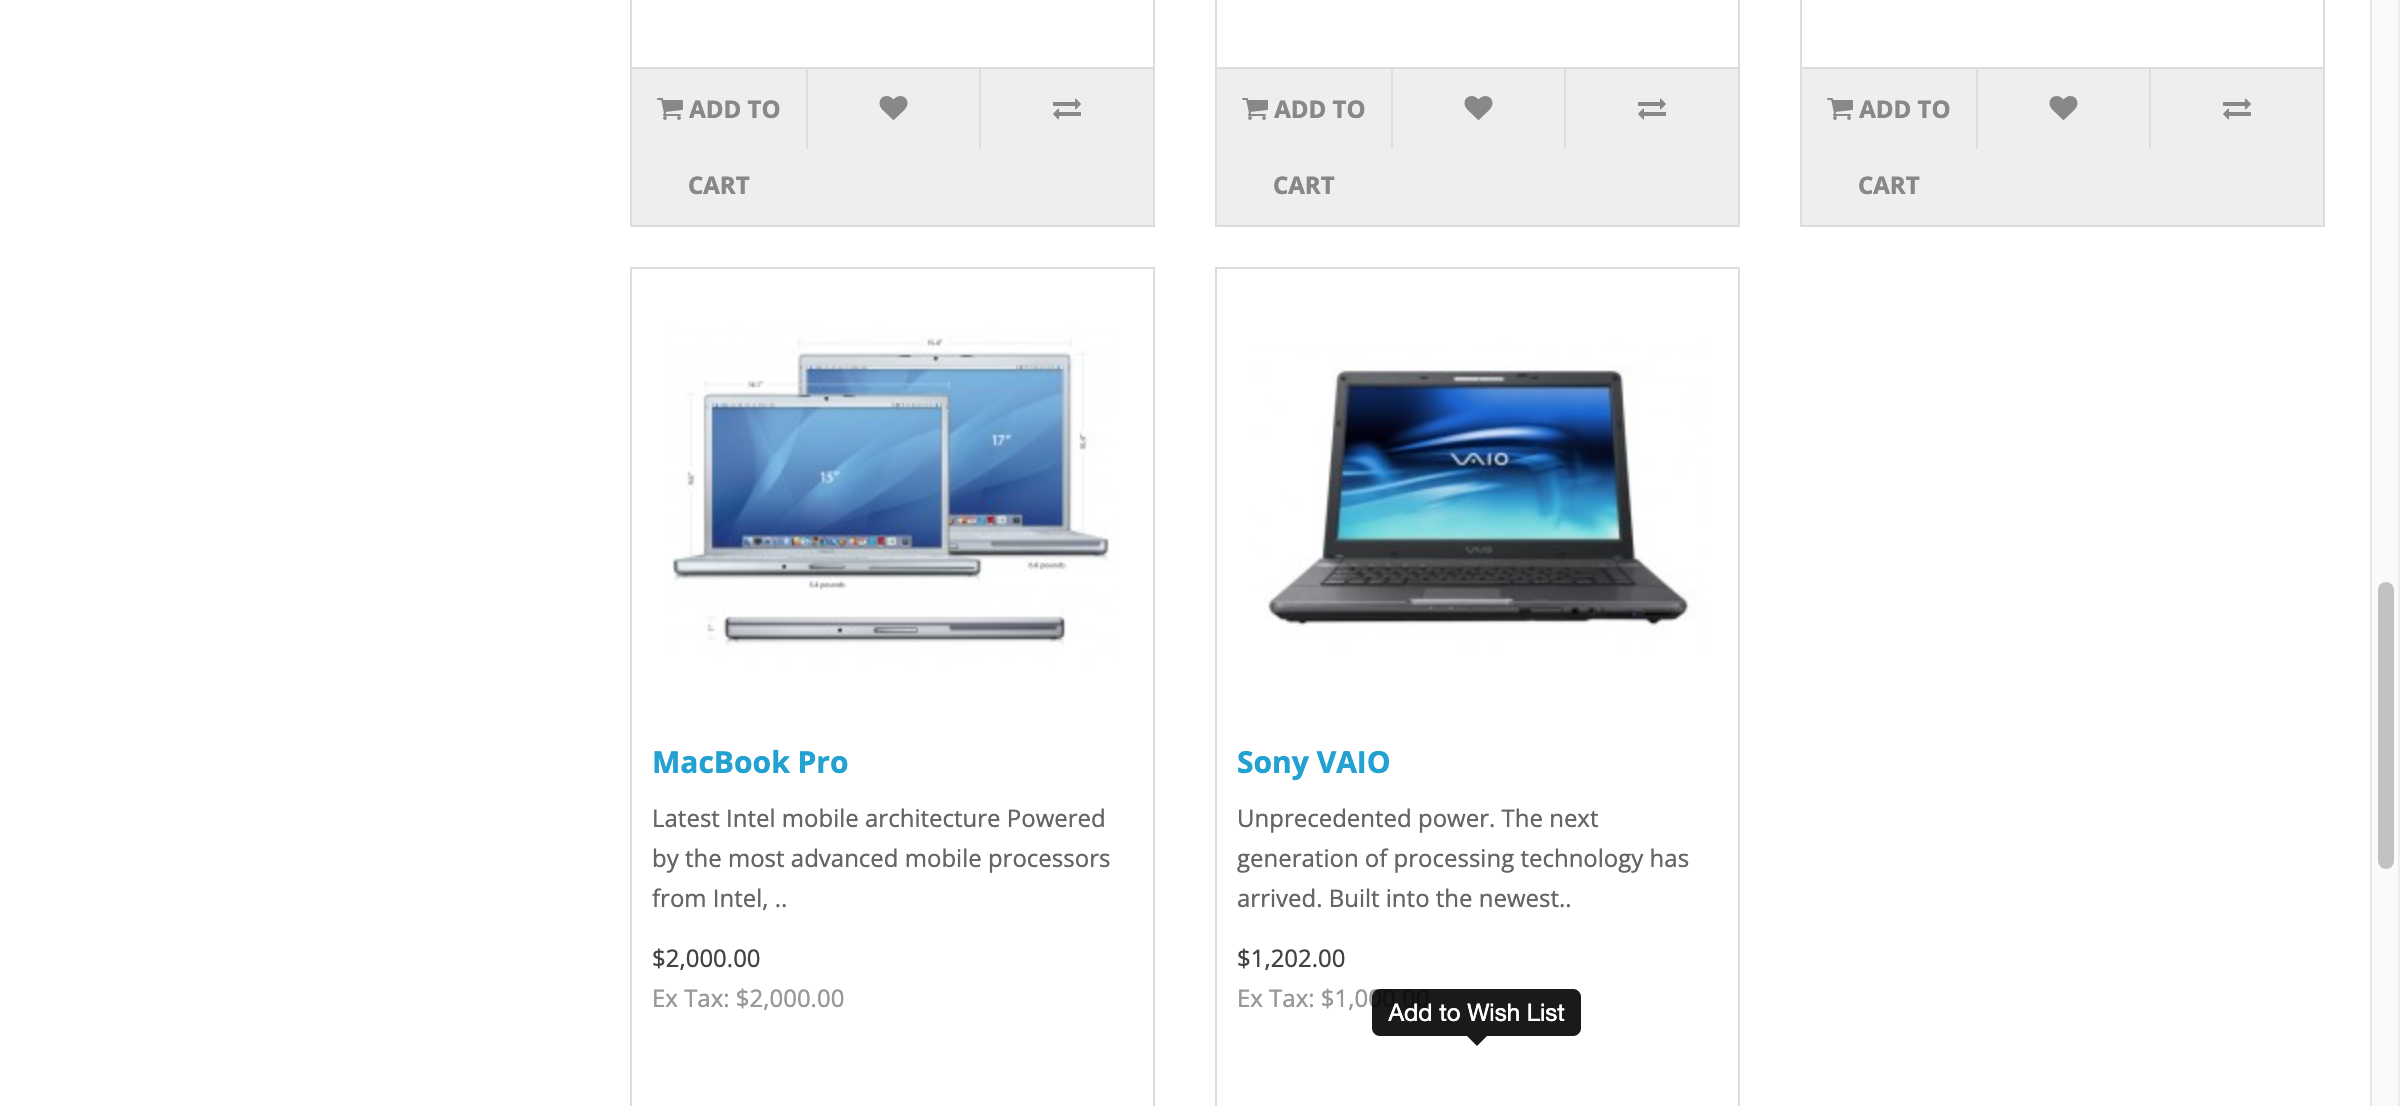 ADD TO
CART
ADD TO
CART
ADD TO
CART
15"
17"
VAIO
VAIO
MacBook Pro
Latest Intel mobile architecture Powered
by the most advanced mobile processors
from Intel, ..
$2,000.00
Ex Tax: $2,000.00
Sony VAIO
Unprecedented power. The next
generation of processing technology has
arrived. Built into the newest..
$1,202.00
Ex Tax: $1,000.00
Add to Wish List